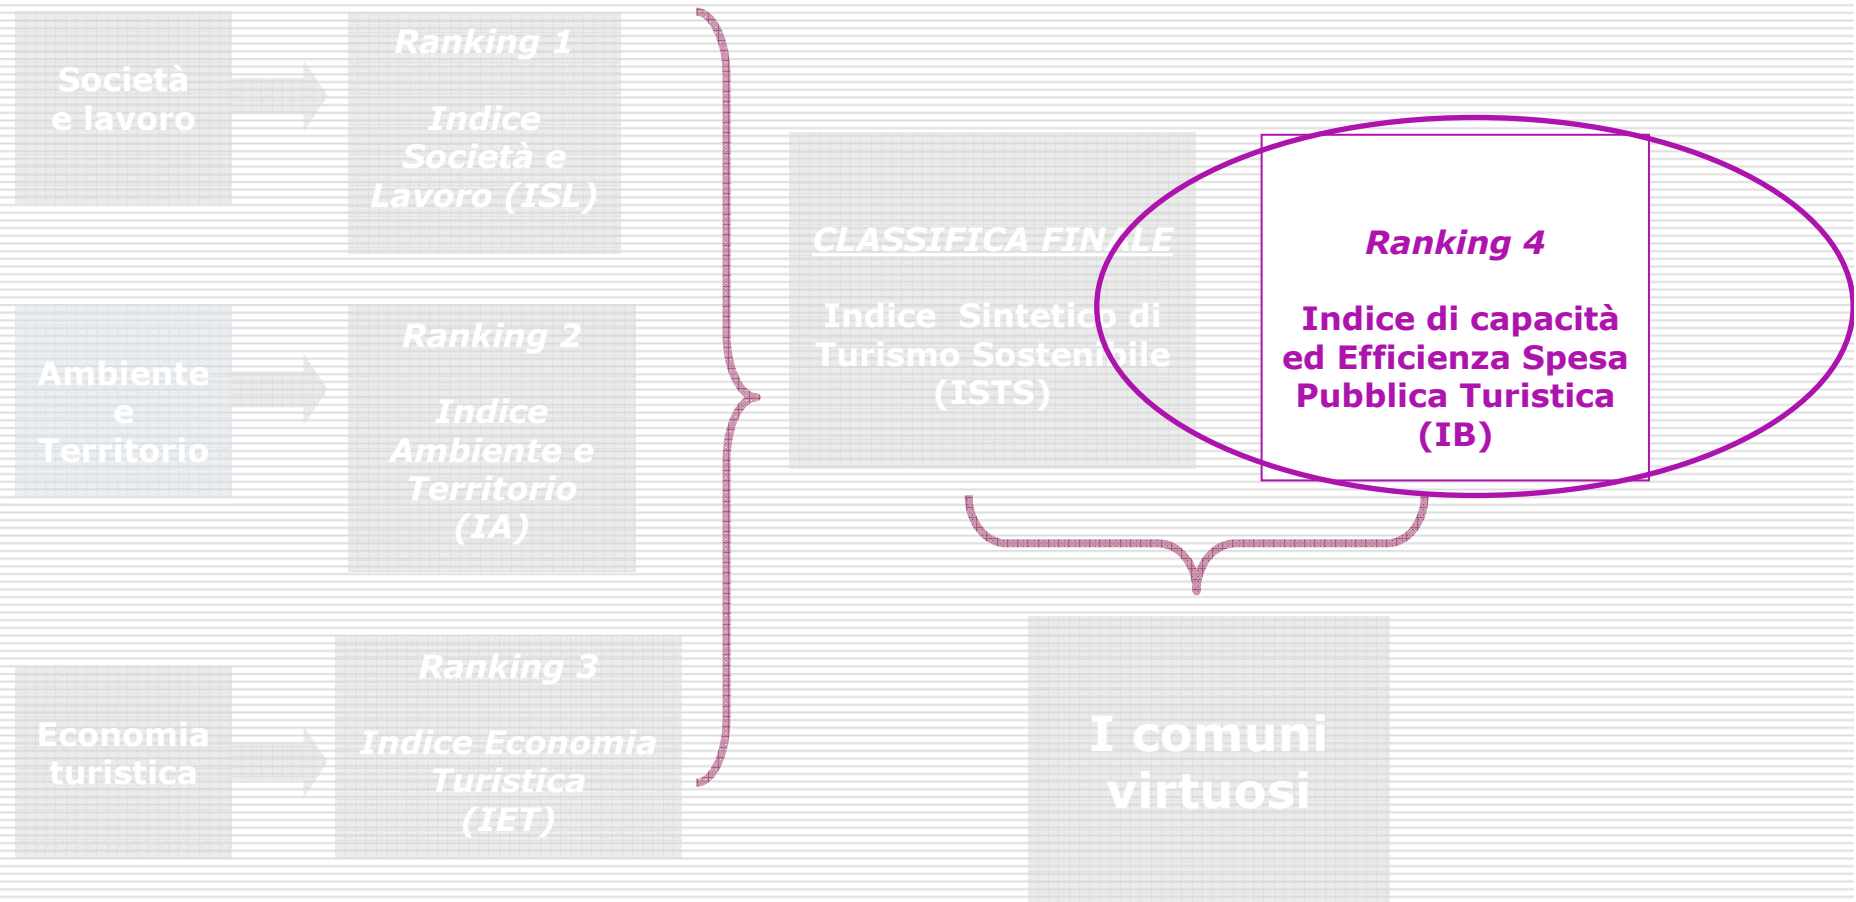 Società
e lavoro
Ranking 1
Indice
Società e
Lavoro (ISL)
Ambiente
e
Territorio
Ranking 2
Indice
Ambiente e
Territorio
(IA)
Economia
turistica
Ranking 3
Indice Economia
Turistica
(IET)
CLASSIFICA FINALE
Indice Sintetico di
Turismo Sostenibile
(ISTS)
Ranking 4
Indice di capacità
ed Efficienza Spesa
Pubblica Turistica
(IB)
I comuni
virtuosi